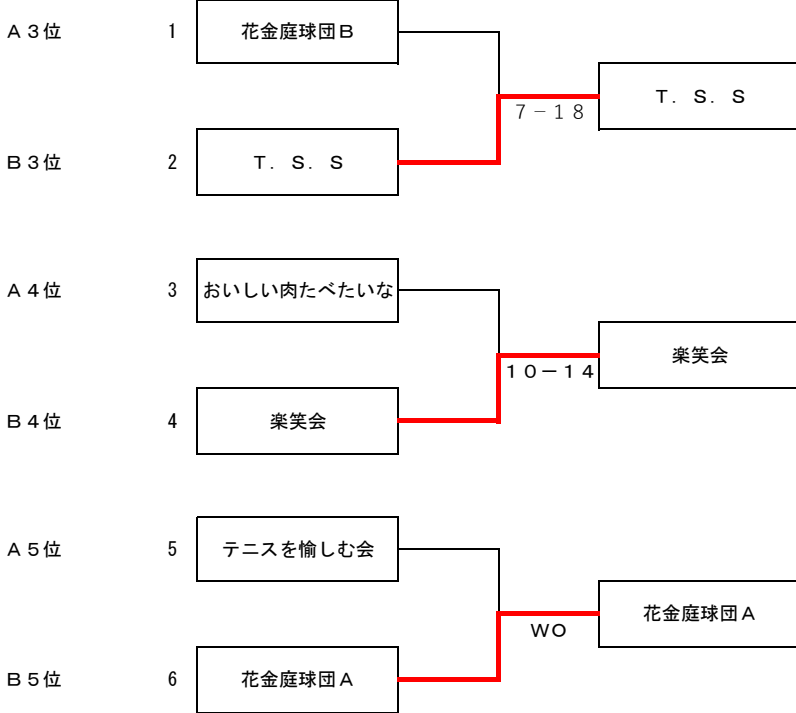 A3位 1 花金庭球団B
T．S．S
7－18
B3位 2 T．S．S
A4位 3 おいしい肉たべたいな
楽笑会
10－14
B4位 4 楽笑会
A5位 5 テニスを愉しむ会
花金庭球団A
WO
B5位 6 花金庭球団A